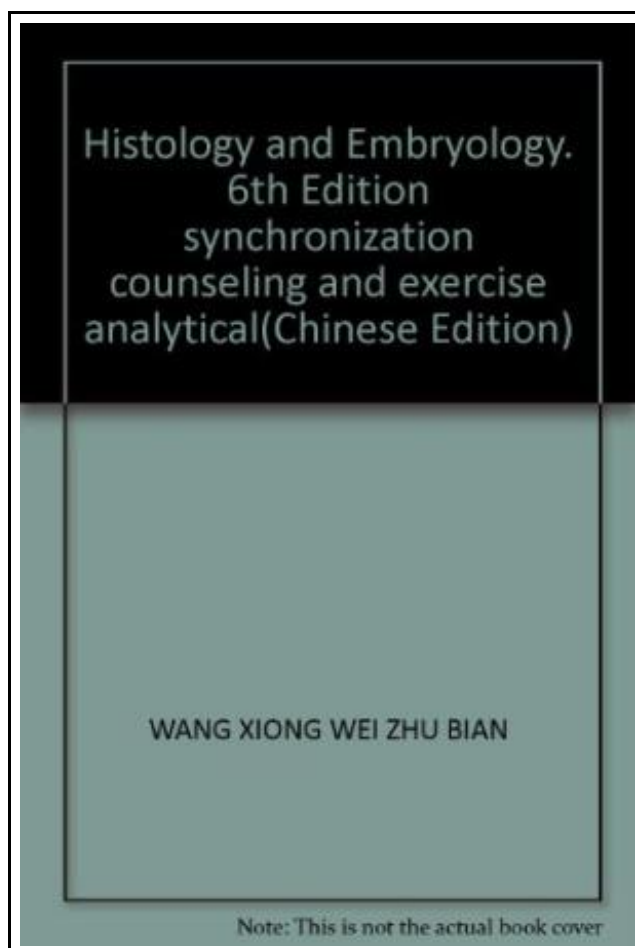 Histology and Embryology.
6th Edition
synchronization
counseling and exercise
analytical(Chinese Edition)
WANG XIONG WEI ZHU BIAN
Note: This is not the actual book cover